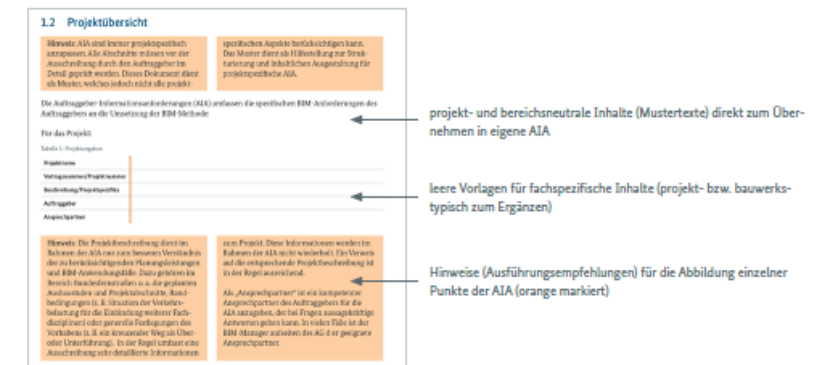 1.2 Projektübersicht
Hinweis: AIA sind immer projektspezifisch
anzupassen. Alle Abschnitte müssen vor der
Ausschreibung durch den Auftraggeber im
Detail geprüft werden. Dieses Dokument dient
als Muster, welches jedoch nicht alle projekt-
spezifischen Aspekte berücksichtigen kann.
Das Muster dient als Hilfestellung zur Struk-
turierung und inhaltlichen Ausgestaltung für
projektspezifische AIA.
Die Auftraggeber-Informationsanforderungen (AIA) umfassen die spezifischen BIM-Anforderungen des
Auftraggebers an die Umsetzung der BIM-Methode
Für das Projekt:
Tabelle 1: Projektangaben
Projektname
Vertragsnummer/Projektnummer
Beschreibung/Projektspezifika
Auftraggeber
Ansprechpartner
Hinweis: Die Projektbeschreibung dient im
Rahmen der AIA nur zum besseren Verständnis
der zu berücksichtigenden Planungsleistungen
und BIM-Anwendungsfälle. Dazu gehören im
Bereich Bundesfernstraßen u. a. die geplanten
Ausbaustufen und Projektabschnitte, Rand-
bedingungen (z. B. Situation der Verkehrs-
belastung für die Einbindung weiterer Fach-
disziplinen) oder generelle Festlegungen des
Vorhabens (z. B. ein kreuzender Weg als Über-
oder Unterführung). In der Regel umfasst eine
Ausschreibung sehr detaillierte Informationen
zum Projekt. Diese Informationen werden im
Rahmen der AIA nicht wiederholt. Ein Verweis
auf die entsprechende Projektbeschreibung ist
in der Regel ausreichend.
Als „Ansprechpartner“ ist ein kompetenter
Ansprechpartner des Auftraggebers für die
AIA anzugeben, der bei Fragen aussagekräftige
Antworten geben kann. In vielen Fälle ist der
BIM-Manager aufseiten des AG d er geeignete
Ansprechpartner.
projekt- und bereichsneutrale Inhalte (Mustertexte) direkt zum Über-
nehmen in eigene AIA
leere Vorlagen für fachspezifische Inhalte (projekt- bzw. bauwerks-
typisch zum Ergänzen)
Hinweise (Ausführungsempfehlungen) für die Abbildung einzelner
Punkte der AIA (orange markiert)